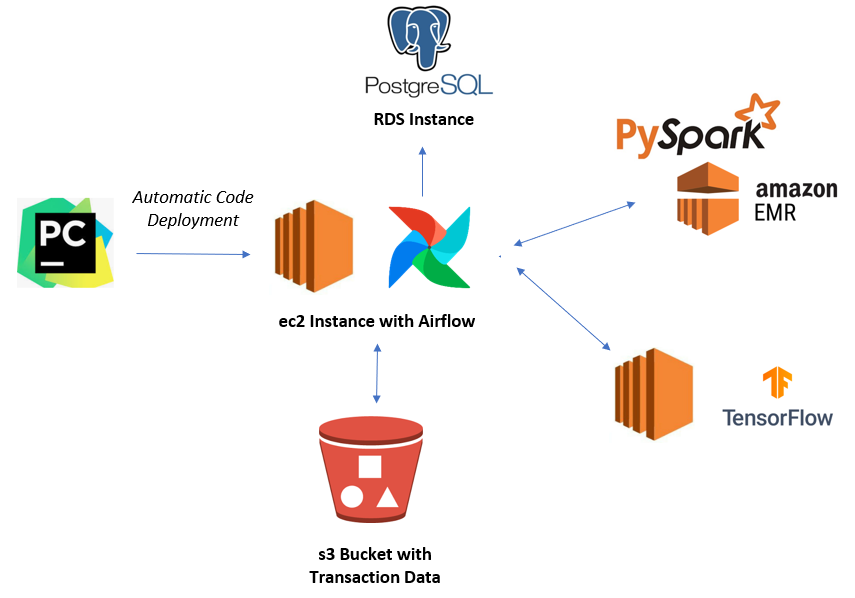 PostgreSQL
RDS Instance
PySpark
amazon
EMR
Automatic Code
Deployment
PC
ec2 Instance with Airflow
TensorFlow
s3 Bucket with
Transaction Data